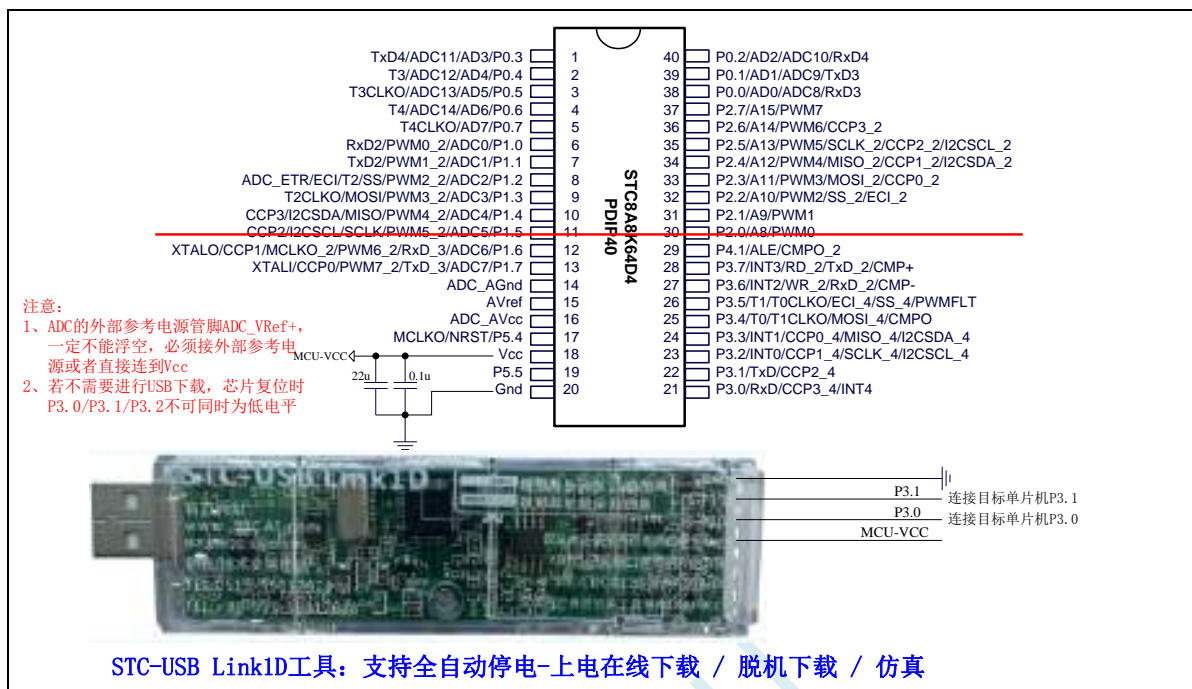 TxD4/ADC11/AD3/P0.3 1
T3/ADC12/AD4/P0.4 2
T3CLKO/ADC13/AD5/P0.5 3
T4/ADC14/AD6/P0.6 4
T4CLKO/AD7/P0.7 5
RxD2/PWM0_2/ADC0/P1.0 6
TxD2/PWM1_2/ADC1/P1.1 7
ADC_ETR/ECI/T2/SS/PWM2_2/ADC2/P1.2 8
T2CLKO/MOSI/PWM3_2/ADC3/P1.3 9
CCP3/I2CSDA/MISO/PWM4_2/ADC4/P1.4 10
CCP2/I2CSCL/SCLK/PWM5_2/ADC5/P1.5 11
XTALO/CCP1/MCLKO_2/PWM6_2/RxD_3/ADC6/P1.6 12
XTALI/CCP0/PWM7_2/TxD_3/ADC7/P1.7 13
ADC_AGnd 14
AVref 15
ADC_AVcc 16
MCLKO/NRST/P5.4 17
Vcc 18
P5.5 19
Gnd 20
STC8A8K64D4
PDIP40
40 P0.2/AD2/ADC10/RxD4
39 P0.1/AD1/ADC9/TxD3
38 P0.0/AD0/ADC8/RxD3
37 P2.7/A15/PWM7
36 P2.6/A14/PWM6/CCP3_2
35 P2.5/A13/PWM5/SCLK_2/CCP2_2/I2CSCL_2
34 P2.4/A12/PWM4/MISO_2/CCP1_2/I2CSDA_2
33 P2.3/A11/PWM3/MOSI_2/CCP0_2
32 P2.2/A10/PWM2/SS_2/ECI_2
31 P2.1/A9/PWM1
30 P2.0/A8/PWM0
29 P4.1/ALE/CMPO_2
28 P3.7/INT3/RD_2/TxD_2/CMP+
27 P3.6/INT2/WR_2/RxD_2/CMP-
26 P3.5/T1/T0CLKO/ECI_4/SS_4/PWMFLT
25 P3.4/T0/T1CLKO/MOSI_4/CMPO
24 P3.3/INT1/CCP0_4/MISO_4/I2CSDA_4
23 P3.2/INT0/CCP1_4/SCLK_4/I2CSCL_4
22 P3.1/TxD/CCP2_4
21 P3.0/RxD/CCP3_4/INT4
注意：
1、ADC的外部参考电源管脚ADC_VRef+，
一定不能浮空，必须接外部参考电
源或者直接连到Vcc
2、若不需要进行USB下载，芯片复位时
P3.0/P3.1/P3.2不可同时为低电平
MCU-VCC
22u 0.1u
STC-USB Link1D
P3.1 连接目标单片机P3.1
P3.0 连接目标单片机P3.0
MCU-VCC
STC-USB Link1D工具：支持全自动停电-上电在线下载 / 脱机下载 / 仿真